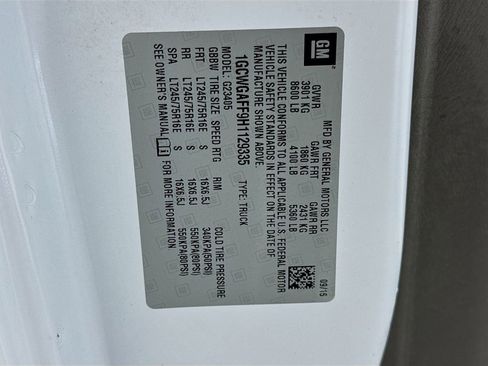 GM
MFD BY GENERAL MOTORS LLC
09/15
GVWR GAWR FRT GAWR RR
3901 KG 1860 KG 2431 KG
8600 LB 4100 LB 5360 LB
THIS VEHICLE CONFORMS TO ALL APPLICABLE U.S. FEDERAL MOTOR
VEHICLE SAFETY STANDARDS IN EFFECT ON THE DATE OF
MANUFACTURE SHOWN ABOVE.
1GCWGAFF9H1129335 TYPE: TRUCK
MODEL: G23405
GBBW TIRE SIZE SPEED RTG RIM COLD TIRE PRESSURE
FRT LT245/75R16E S 16X6.5J 340KPA(50PSI)
RR LT245/75R16E S 16X6.5J 550KPA(80PSI)
SPA LT245/75R16E S 16X6.5J 550KPA(80PSI)
SEE OWNER'S MANUAL FOR MORE INFORMATION